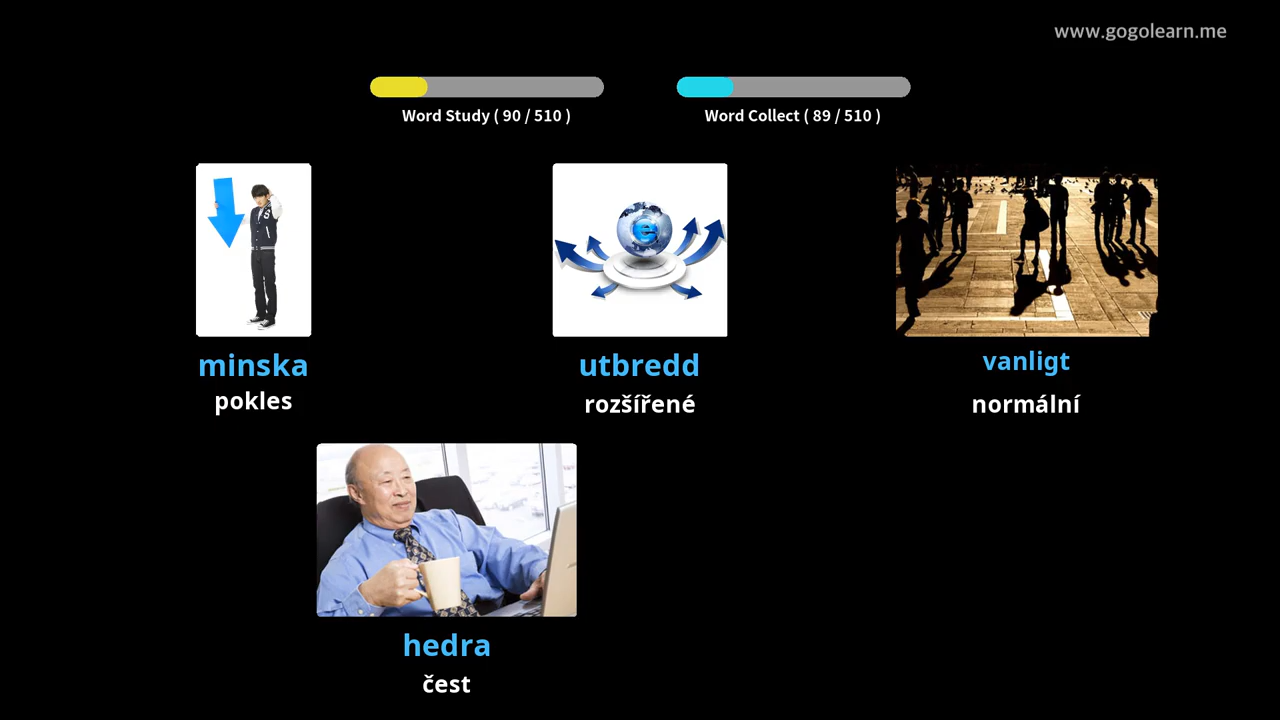 www.gogolearn.me
Word Study ( 90 / 510 )
Word Collect ( 89 / 510 )
S
e
minska
utbredd
vanligt
pokles
rozšířené
normální
hedra
čest